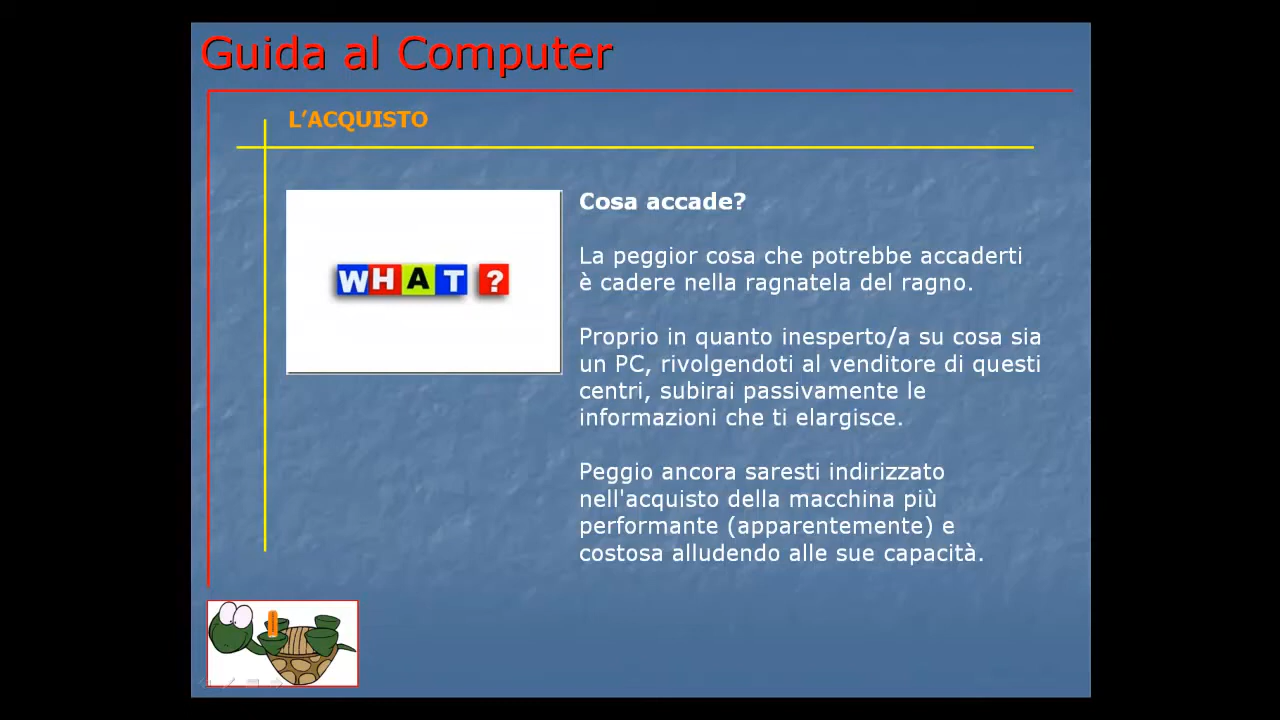 Guida al Computer
L’ACQUISTO
WHAT ?
Cosa accade?
La peggior cosa che potrebbe accaderti
è cadere nella ragnatela del ragno.
Proprio in quanto inesperto/a su cosa sia
un PC, rivolgendoti al venditore di questi
centri, subirai passivamente le
informazioni che ti elargisce.
Peggio ancora saresti indirizzato
nell'acquisto della macchina più
performante (apparentemente) e
costosa alludendo alle sue capacità.